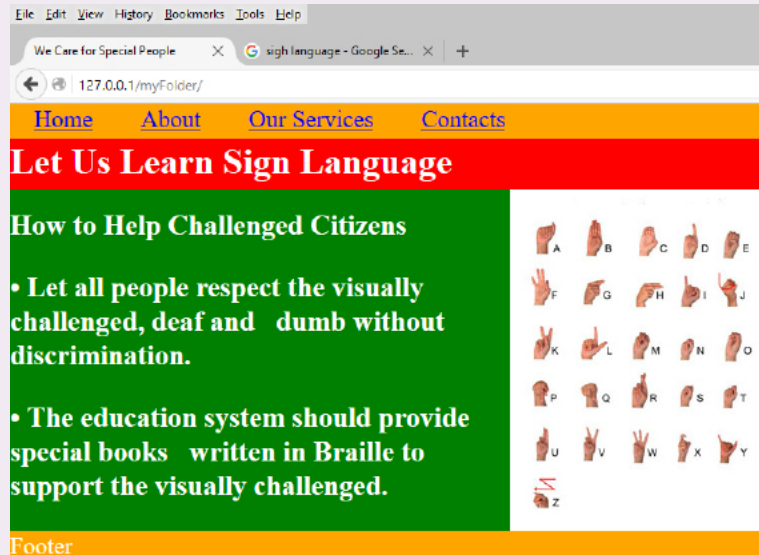 File Edit View History Bookmarks Tools Help
We Care for Special People
sigh language - Google Se...
127.0.0.1/myFolder/
Home About Our Services Contacts
Let Us Learn Sign Language
How to Help Challenged Citizens
• Let all people respect the visually
challenged, deaf and dumb without
discrimination.
• The education system should provide
special books written in Braille to
support the visually challenged.
A B C D E
F G H I J
K L M N O
P Q R S T
U V W X Y
Z
Footer